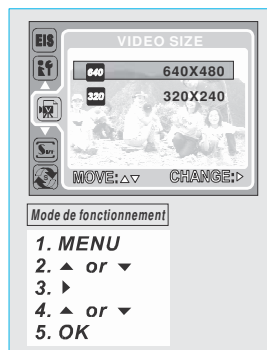 EIS
VIDEO SIZE
640 640X480
320 320X240
MOVE:△▽ CHANGE:▷
Mode de fonctionnement
1. MENU
2. ▲ or ▼
3. ▶
4. ▲ or ▼
5. OK